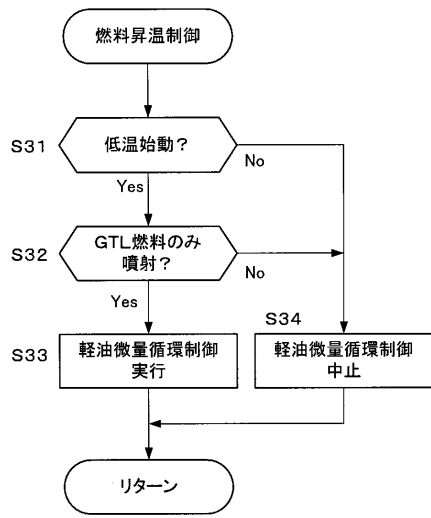 燃料昇温制御
S31
低温始動？
No
Yes
S32
GTL燃料のみ
噴射？
No
Yes
S33
軽油微量循環制御
実行
S34
軽油微量循環制御
中止
リターン